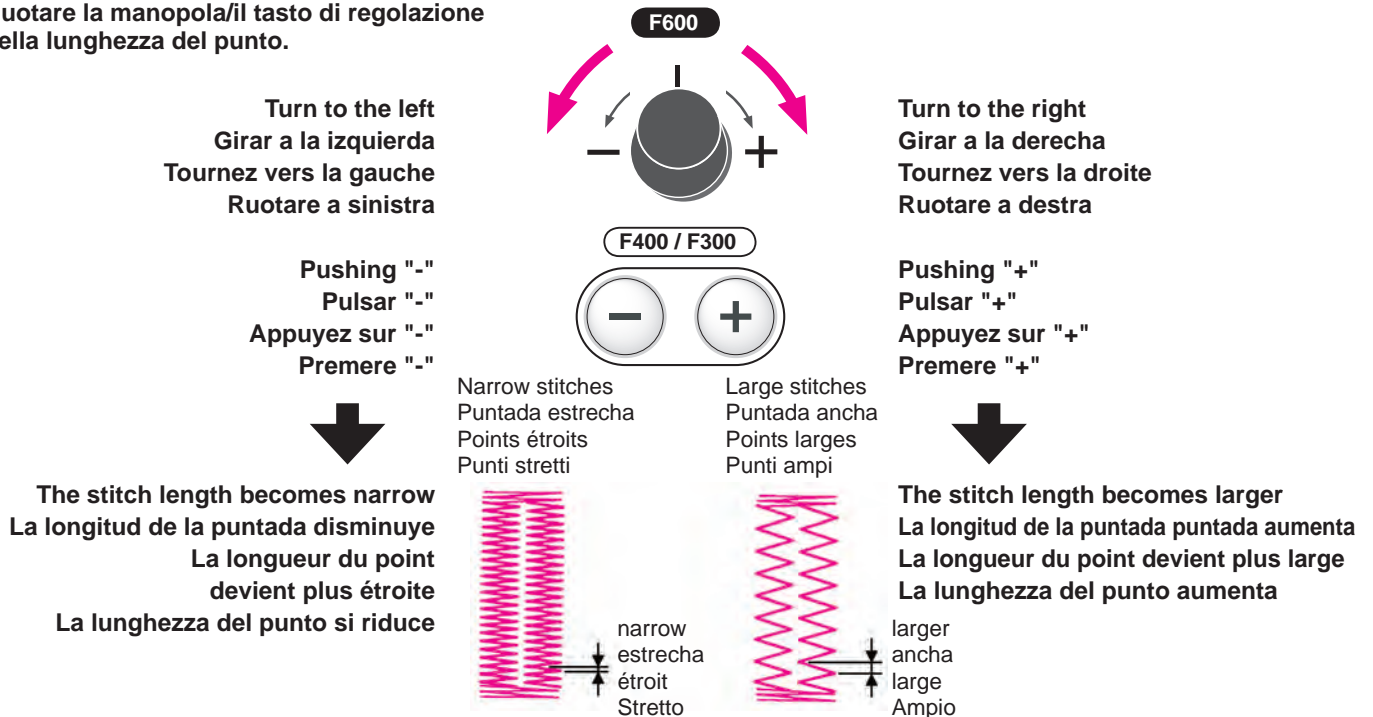 uotare la manopola/il tasto di regolazione
ella lunghezza del punto.
F600
Turn to the left
Girar a la izquierda
Tournez vers la gauche
Ruotare a sinistra
− +
Turn to the right
Girar a la derecha
Tournez vers la droite
Ruotare a destra
F400 / F300
Pushing "-"
Pulsar "-"
Appuyez sur "-"
Premere "-"
− +
Pushing "+"
Pulsar "+"
Appuyez sur "+"
Premere "+"
Narrow stitches
Puntada estrecha
Points étroits
Punti stretti
Large stitches
Puntada ancha
Points larges
Punti ampi
The stitch length becomes narrow
La longitud de la puntada disminuye
La longueur du point
devient plus étroite
La lunghezza del punto si riduce
narrow
estrecha
étroit
Stretto
The stitch length becomes larger
La longitud de la puntada puntada aumenta
La longueur du point devient plus large
La lunghezza del punto aumenta
larger
ancha
large
Ampio